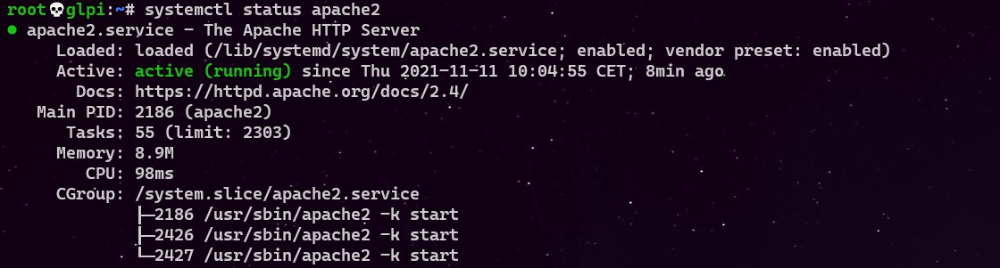 root💀glpi:~# systemctl status apache2
● apache2.service - The Apache HTTP Server
Loaded: loaded (/lib/systemd/system/apache2.service; enabled; vendor preset: enabled)
Active: active (running) since Thu 2021-11-11 10:04:55 CET; 8min ago
Docs: https://httpd.apache.org/docs/2.4/
Main PID: 2186 (apache2)
Tasks: 55 (limit: 2303)
Memory: 8.9M
CPU: 98ms
CGroup: /system.slice/apache2.service
├─2186 /usr/sbin/apache2 -k start
├─2426 /usr/sbin/apache2 -k start
└─2427 /usr/sbin/apache2 -k start